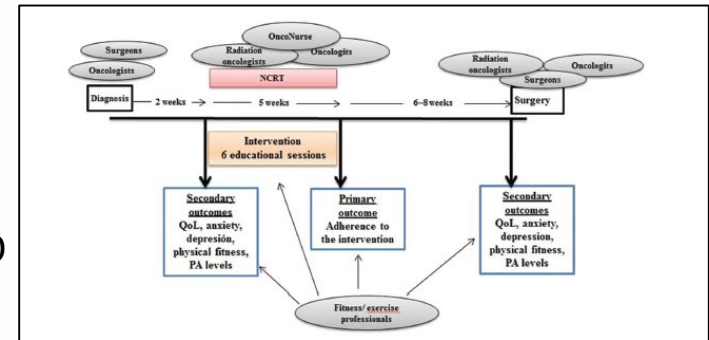 OncoNurse
Surgeons
Oncologists
Radiation
oncologists
Oncologits
NCRT
Radiation
oncologists
Oncologits
Surgeons
Diagnosis
2 weeks
5 weeks
6–8weeks
Surgery
Intervention
6 educational sessions
Secondary
outcomes
QoL, anxiety,
depresión,
physical fitness,
PA levels
Primary
outcome
Adherence to
the intervention
Secondary
outcomes
QoL, anxiety,
depression,
physical fitness,
PA levels
Fitness/ exercise
professionals